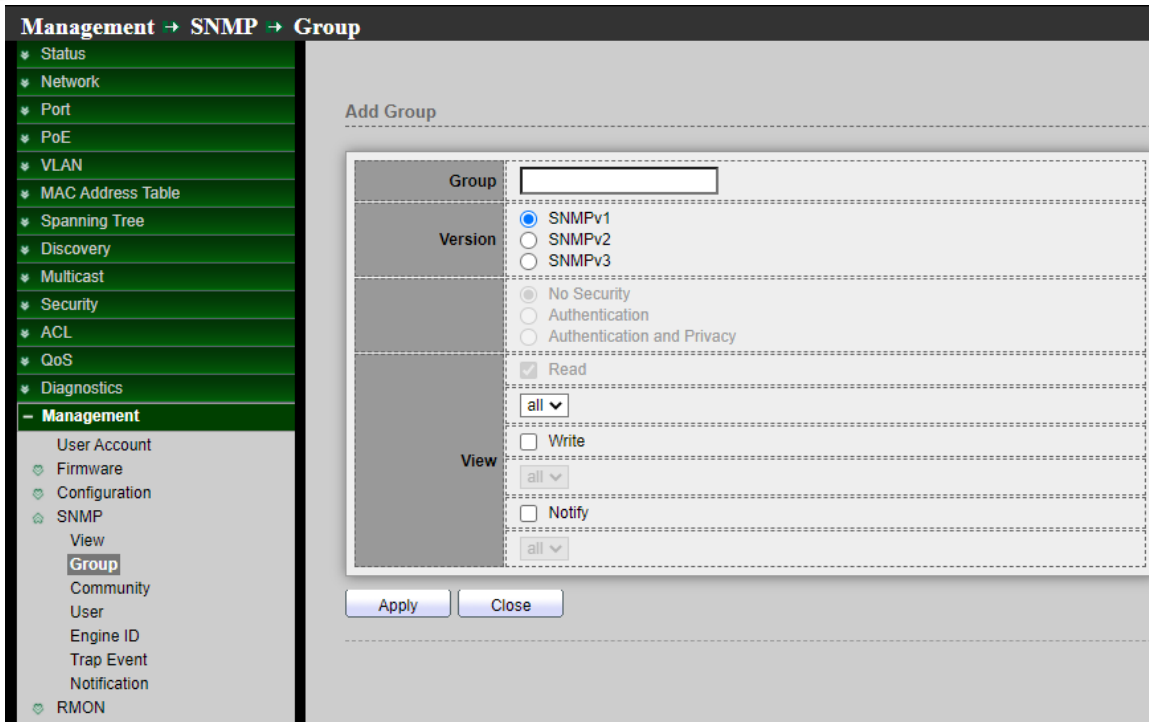 Management → SNMP → Group
Status
Network
Port
PoE
VLAN
MAC Address Table
Spanning Tree
Discovery
Multicast
Security
ACL
QoS
Diagnostics
Management
User Account
Firmware
Configuration
SNMP
View
Group
Community
User
Engine ID
Trap Event
Notification
RMON
Add Group
Group
Version
SNMPv1
SNMPv2
SNMPv3
No Security
Authentication
Authentication and Privacy
View
Read
all
Write
all
Notify
all
Apply Close